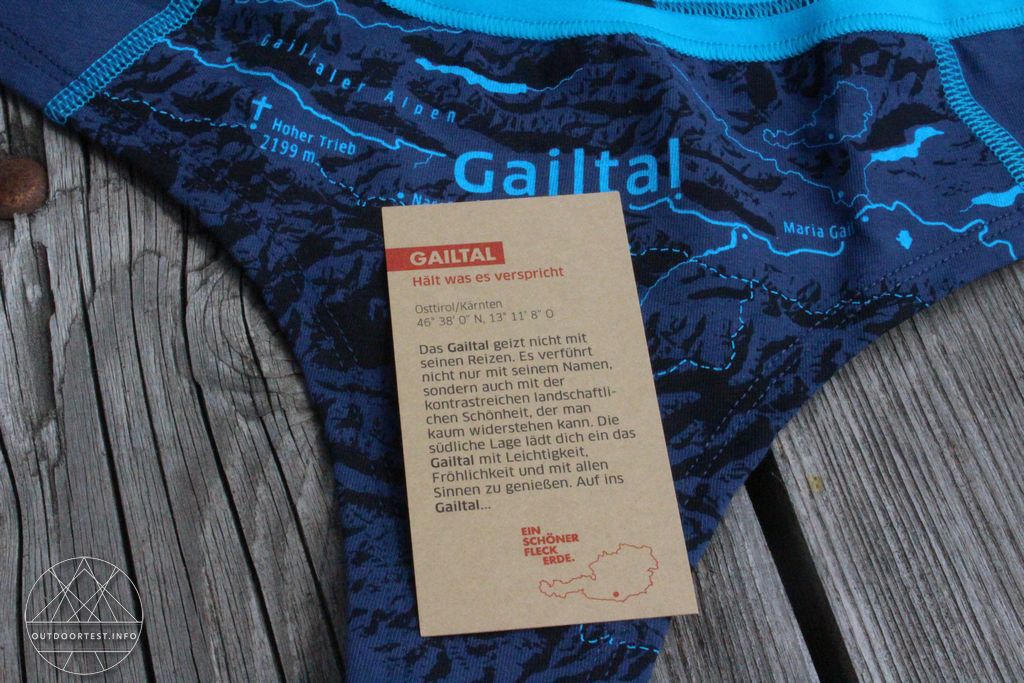 Gailtaler Alpen
Hoher Trieb
2199 m
Gailtal
Maria Gail
GAILTAL
Hält was es verspricht
Osttirol/Kärnten
46° 38' 0" N, 13° 11' 8" O
Das Gailtal geizt nicht mit
seinen Reizen. Es verführt
nicht nur mit seinem Namen,
sondern auch mit der
kontrastreichen landschaftli-
chen Schönheit, der man
kaum widerstehen kann. Die
südliche Lage lädt dich ein das
Gailtal mit Leichtigkeit,
Fröhlichkeit und mit allen
Sinnen zu genießen. Auf ins
Gailtal...
EIN
SCHÖNER
FLECK
ERDE.
OUTDOORTEST.INFO